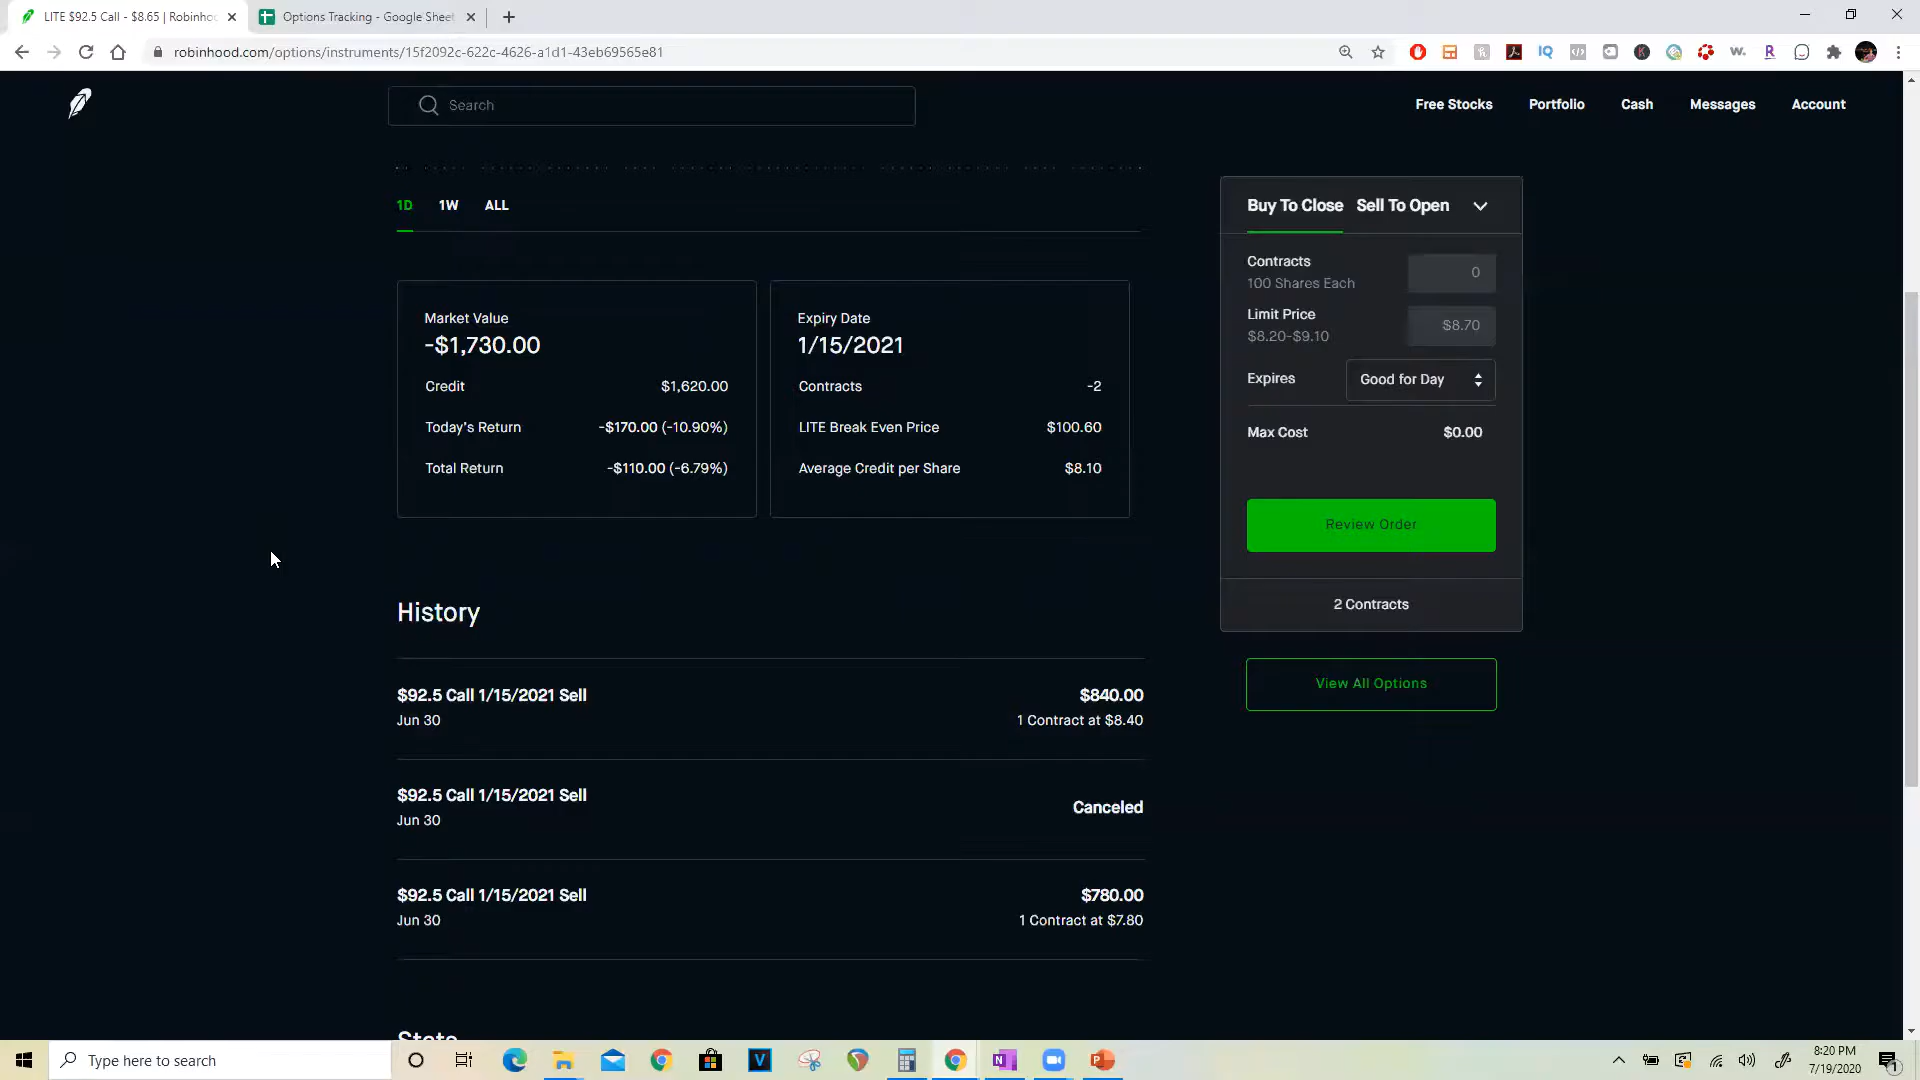 LITE $92.5 Call - $8.65 | Robinhoo
Options Tracking - Google Sheet
robinhood.com/options/instruments/15f2092c-622c-4626-a1d1-43eb69565e81
Search
Free Stocks Portfolio Cash Messages Account
1D 1W ALL
Market Value
-$1,730.00
Credit $1,620.00
Today's Return -$170.00 (-10.90%)
Total Return -$110.00 (-6.79%)
Expiry Date
1/15/2021
Contracts -2
LITE Break Even Price $100.60
Average Credit per Share $8.10
Buy To Close Sell To Open
Contracts 0
100 Shares Each
Limit Price $8.70
$8.20-$9.10
Expires Good for Day
Max Cost $0.00
Review Order
2 Contracts
View All Options
History
$92.5 Call 1/15/2021 Sell $840.00
Jun 30 1 Contract at $8.40
$92.5 Call 1/15/2021 Sell Canceled
Jun 30
$92.5 Call 1/15/2021 Sell $780.00
Jun 30 1 Contract at $7.80
Stats
Type here to search
8:20 PM
7/19/2020